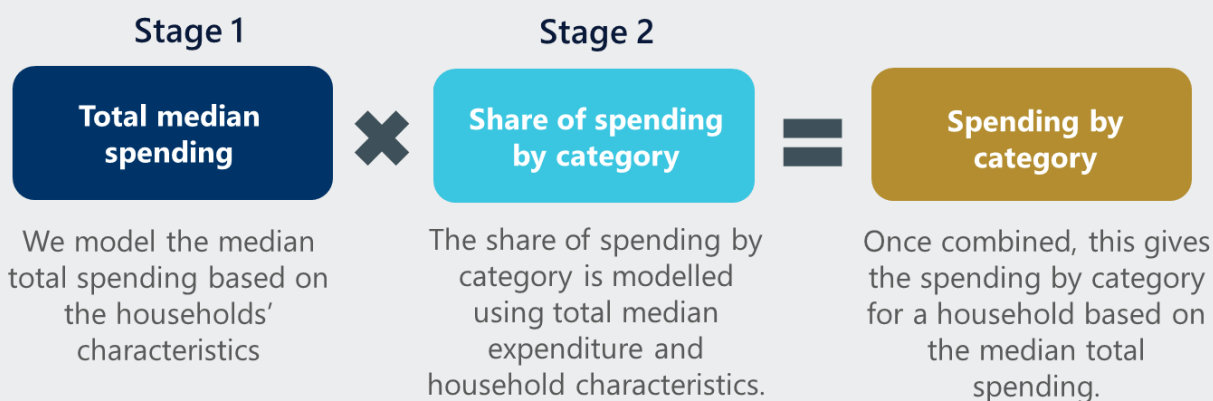 Stage 1
Total median
spending
We model the median
total spending based on
the households’
characteristics
Stage 2
Share of spending
by category
The share of spending by
category is modelled
using total median
expenditure and
household characteristics.
Spending by
category
Once combined, this gives
the spending by category
for a household based on
the median total
spending.